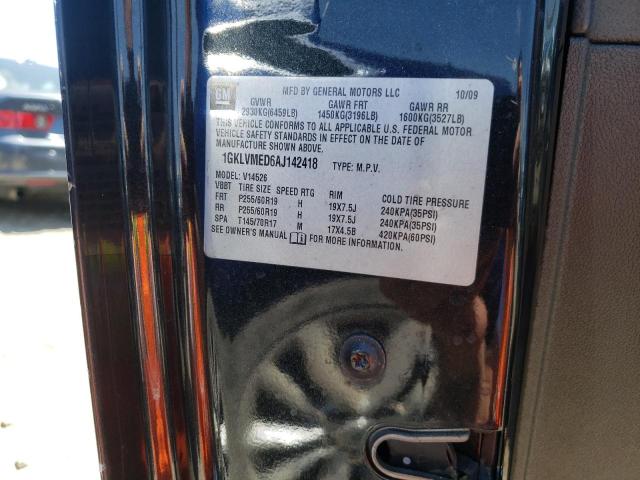 GM
MFD BY GENERAL MOTORS LLC 10/09
GVWR GAWR FRT GAWR RR
2930KG(6459LB) 1450KG(3196LB) 1600KG(3527LB)
THIS VEHICLE CONFORMS TO ALL APPLICABLE U.S. FEDERAL MOTOR
VEHICLE SAFETY STANDARDS IN EFFECT ON THE DATE OF
MANUFACTURE SHOWN ABOVE.
1GKLVMED6AJ142418 TYPE: M.P.V.
MODEL: V14526
VBBT TIRE SIZE SPEED RTG RIM COLD TIRE PRESSURE
FRT P255/60R19 H 19X7.5J 240KPA(35PSI)
RR P255/60R19 H 19X7.5J 240KPA(35PSI)
SPA T145/70R17 M 17X4.5B 420KPA(60PSI)
SEE OWNER'S MANUAL FOR MORE INFORMATION.